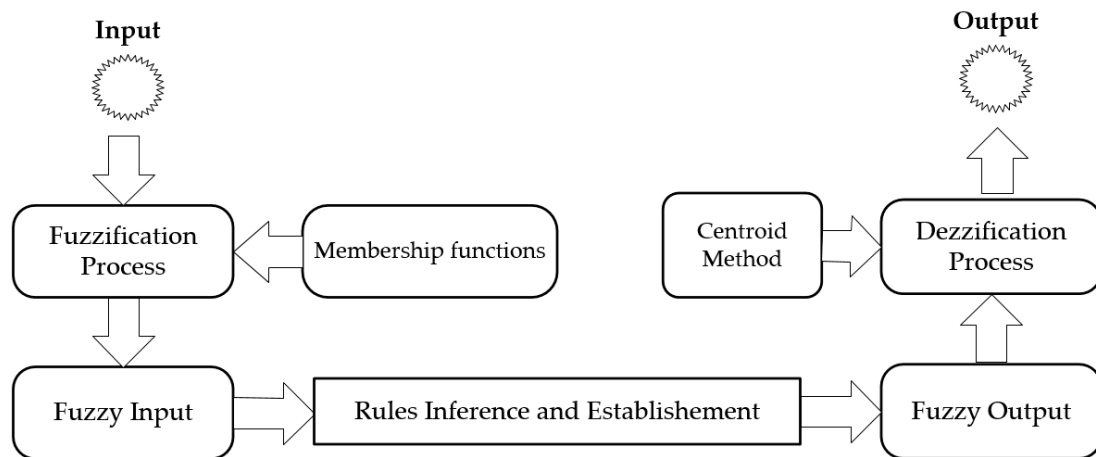 Input
Output
Fuzzification
Process
Membership functions
Centroid
Method
Dezzification
Process
Fuzzy Input
Rules Inference and Establishement
Fuzzy Output